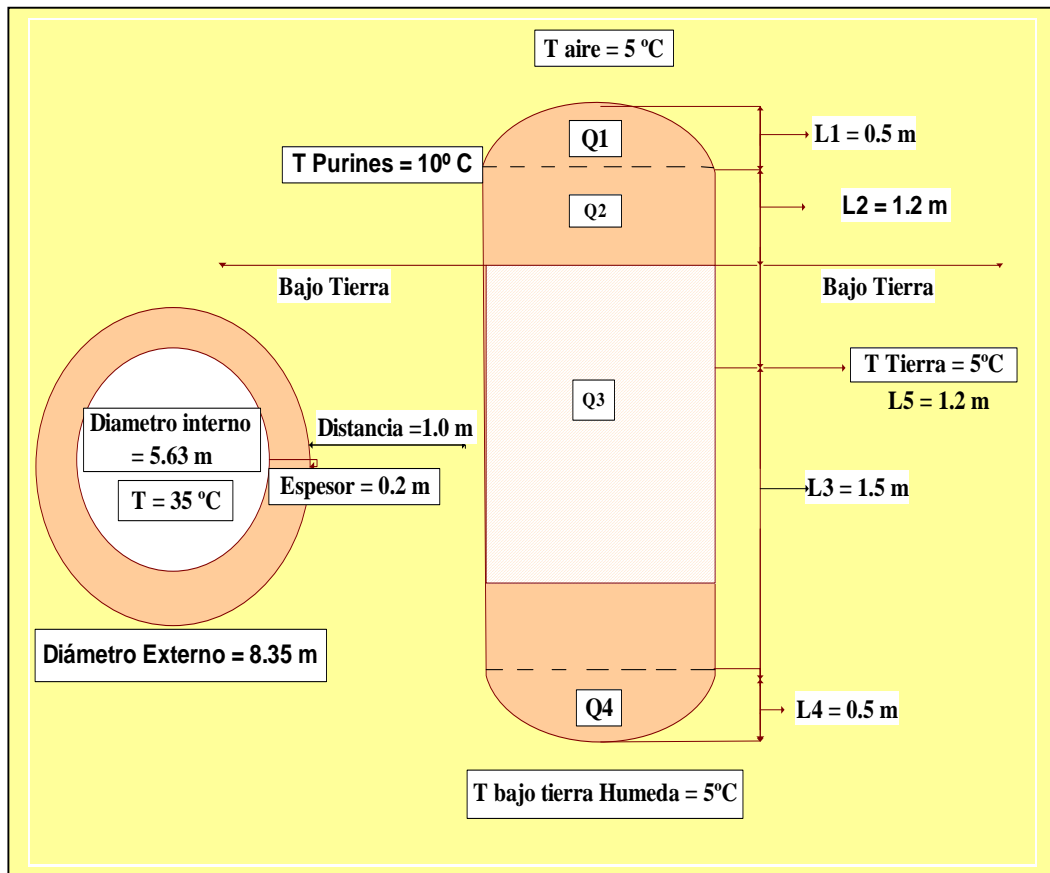 T aire = 5 ºC
Q1
L1 = 0.5 m
T Purines = 10º C
Q2
L2 = 1.2 m
Bajo Tierra
Bajo Tierra
T Tierra = 5ºC
L5 = 1.2 m
Q3
Diametro interno
= 5.63 m
Distancia =1.0 m
T = 35 ºC
Espesor = 0.2 m
L3 = 1.5 m
Diámetro Externo = 8.35 m
Q4
L4 = 0.5 m
T bajo tierra Humeda = 5ºC